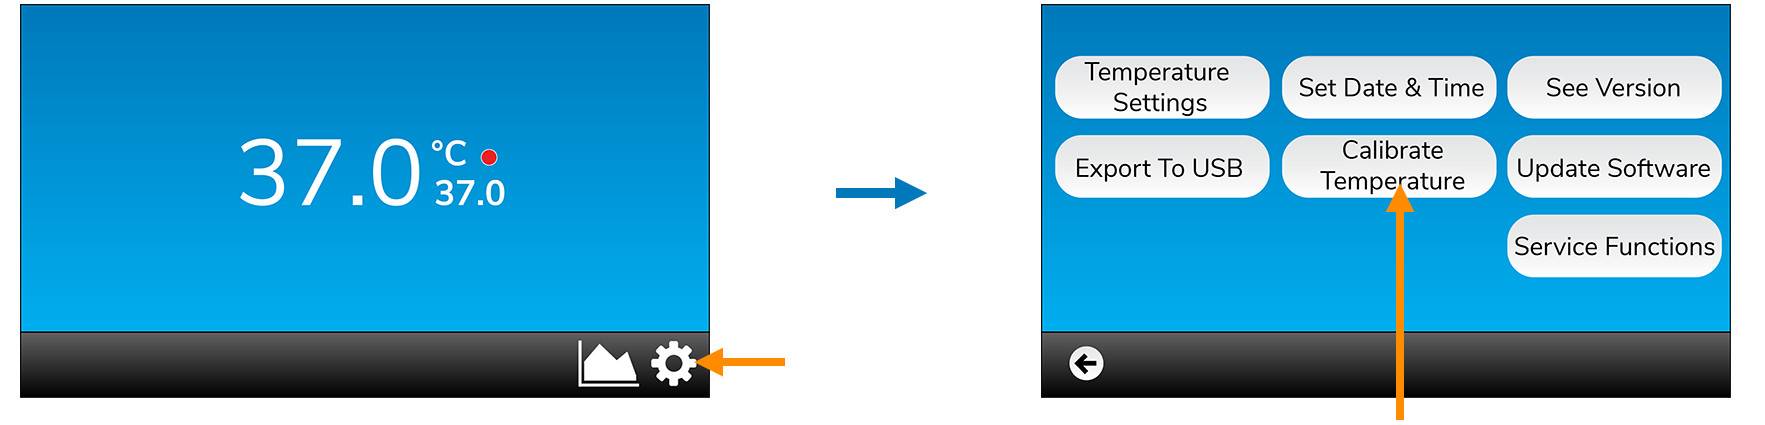 37.0 °C
37.0
Temperature
Settings
Set Date & Time
See Version
Export To USB
Calibrate
Temperature
Update Software
Service Functions